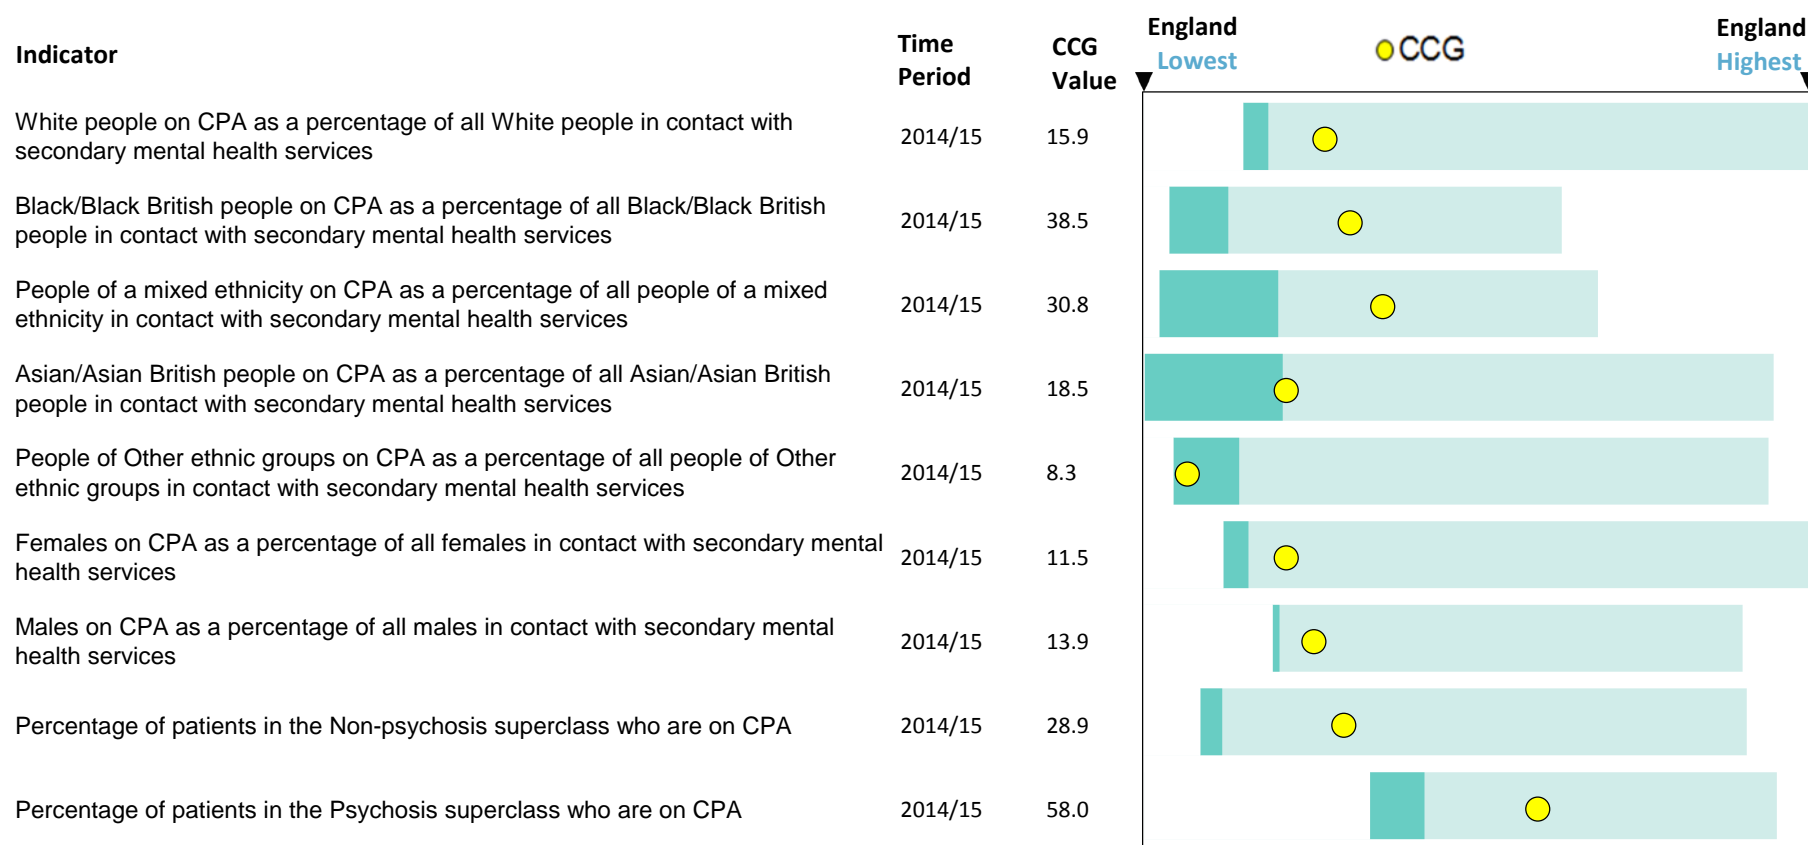 Indicator
Time
Period
CCG
Value
England
Lowest
CCG
England
Highest
White people on CPA as a percentage of all White people in contact with
secondary mental health services
2014/15
15.9
Black/Black British people on CPA as a percentage of all Black/Black British
people in contact with secondary mental health services
2014/15
38.5
People of a mixed ethnicity on CPA as a percentage of all people of a mixed
ethnicity in contact with secondary mental health services
2014/15
30.8
Asian/Asian British people on CPA as a percentage of all Asian/Asian British
people in contact with secondary mental health services
2014/15
18.5
People of Other ethnic groups on CPA as a percentage of all people of Other
ethnic groups in contact with secondary mental health services
2014/15
8.3
Females on CPA as a percentage of all females in contact with secondary mental
health services
2014/15
11.5
Males on CPA as a percentage of all males in contact with secondary mental
health services
2014/15
13.9
Percentage of patients in the Non-psychosis superclass who are on CPA
2014/15
28.9
Percentage of patients in the Psychosis superclass who are on CPA
2014/15
58.0